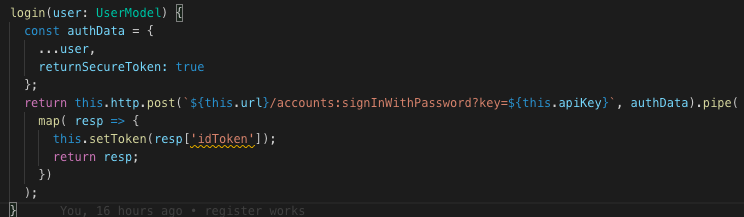 login(user: UserModel) {
  const authData = {
    ...user,
    returnSecureToken: true
  };
  return this.http.post(`${this.url}/accounts:signInWithPassword?key=${this.apiKey}`, authData).pipe(
    map( resp => {
      this.setToken(resp['idToken']);
      return resp;
    })
  );
}      You, 16 hours ago • register works